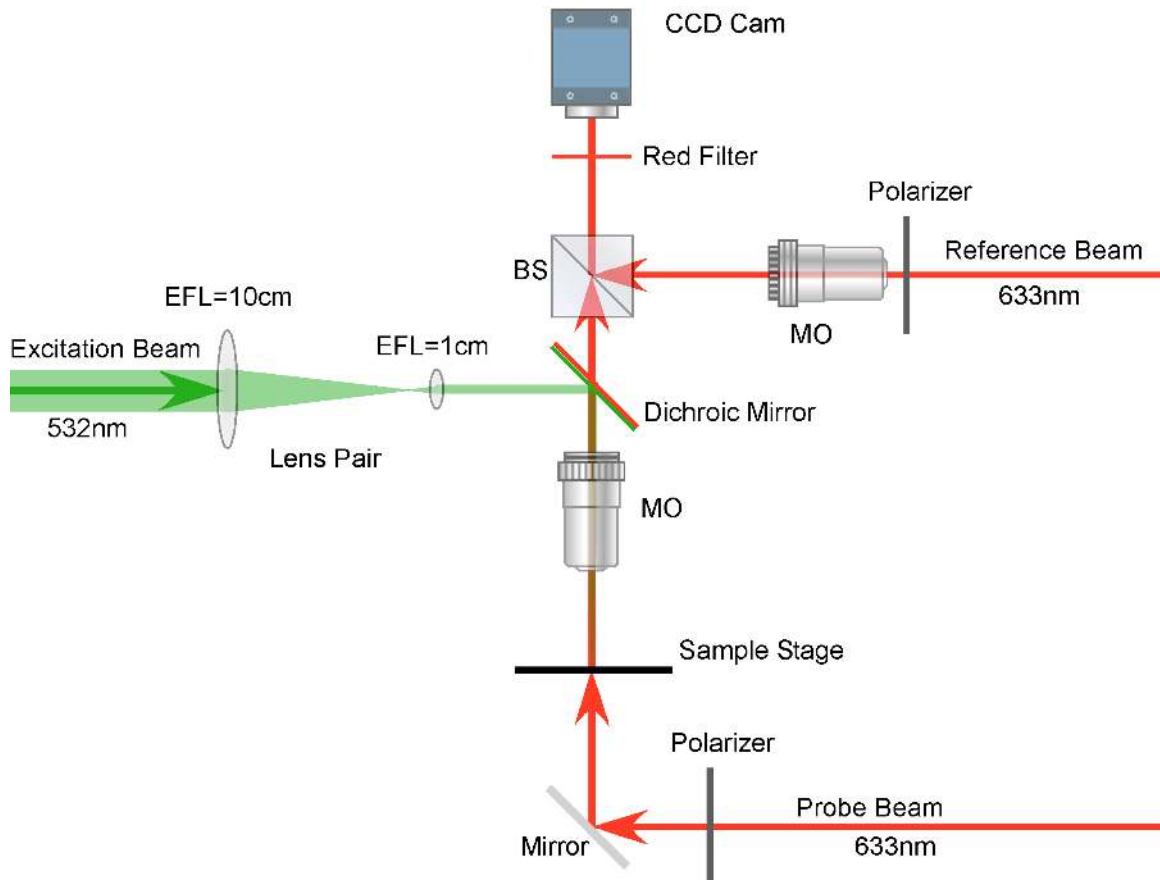 CCD Cam
Red Filter
Polarizer
Reference Beam
BS
633nm
EFL=10cm
MO
Excitation Beam
EFL=1cm
532nm
Dichroic Mirror
Lens Pair
MO
Sample Stage
Polarizer
Probe Beam
Mirror
633nm